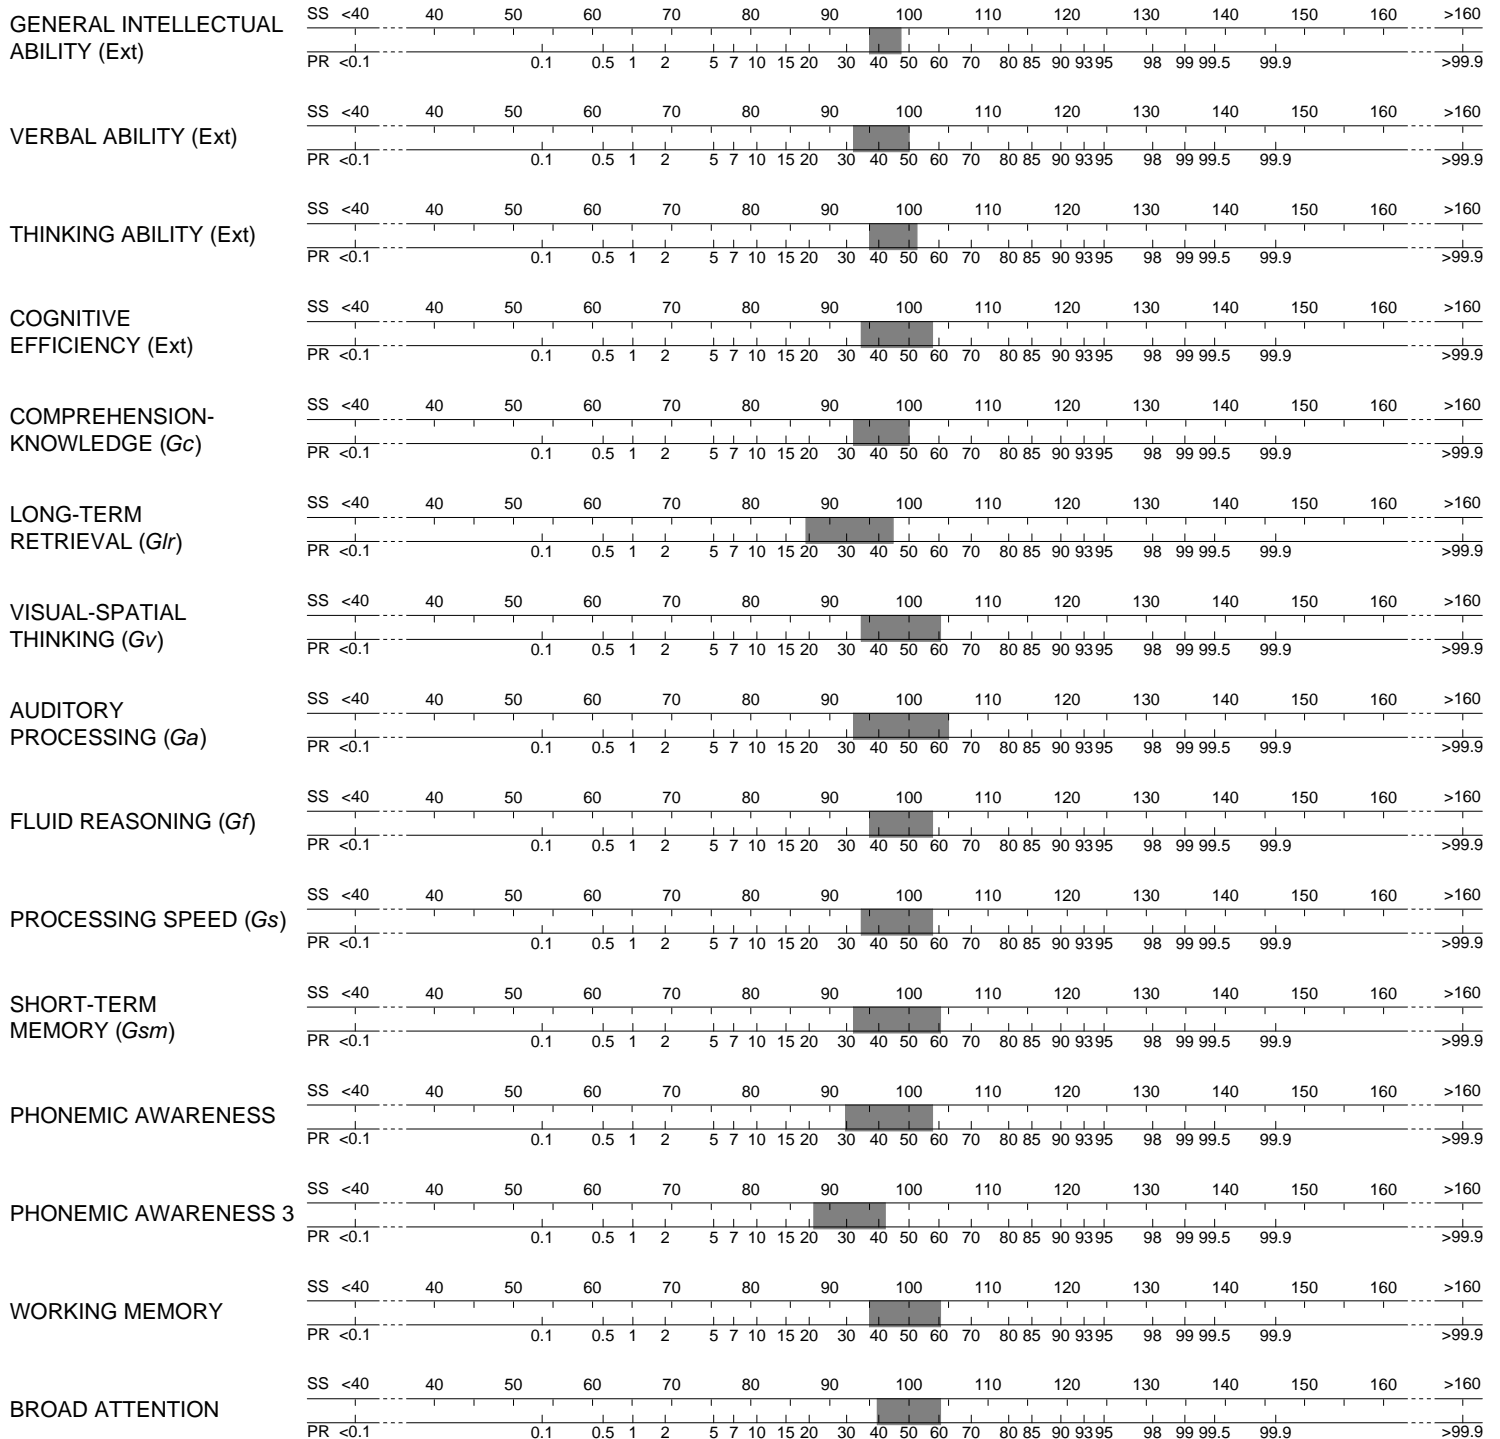 GENERAL INTELLECTUAL
ABILITY (Ext)
SS <40 40 50 60 70 80 90 100 110 120 130 140 150 160 >160
PR <0.1 0.1 0.5 1 2 5 7 10 15 20 30 40 50 60 70 80 85 90 93 95 98 99 99.5 99.9 >99.9
VERBAL ABILITY (Ext)
SS <40 40 50 60 70 80 90 100 110 120 130 140 150 160 >160
PR <0.1 0.1 0.5 1 2 5 7 10 15 20 30 40 50 60 70 80 85 90 93 95 98 99 99.5 99.9 >99.9
THINKING ABILITY (Ext)
SS <40 40 50 60 70 80 90 100 110 120 130 140 150 160 >160
PR <0.1 0.1 0.5 1 2 5 7 10 15 20 30 40 50 60 70 80 85 90 93 95 98 99 99.5 99.9 >99.9
COGNITIVE
EFFICIENCY (Ext)
SS <40 40 50 60 70 80 90 100 110 120 130 140 150 160 >160
PR <0.1 0.1 0.5 1 2 5 7 10 15 20 30 40 50 60 70 80 85 90 93 95 98 99 99.5 99.9 >99.9
COMPREHENSION-
KNOWLEDGE (Gc)
SS <40 40 50 60 70 80 90 100 110 120 130 140 150 160 >160
PR <0.1 0.1 0.5 1 2 5 7 10 15 20 30 40 50 60 70 80 85 90 93 95 98 99 99.5 99.9 >99.9
LONG-TERM
RETRIEVAL (Glr)
SS <40 40 50 60 70 80 90 100 110 120 130 140 150 160 >160
PR <0.1 0.1 0.5 1 2 5 7 10 15 20 30 40 50 60 70 80 85 90 93 95 98 99 99.5 99.9 >99.9
VISUAL-SPATIAL
THINKING (Gv)
SS <40 40 50 60 70 80 90 100 110 120 130 140 150 160 >160
PR <0.1 0.1 0.5 1 2 5 7 10 15 20 30 40 50 60 70 80 85 90 93 95 98 99 99.5 99.9 >99.9
AUDITORY
PROCESSING (Ga)
SS <40 40 50 60 70 80 90 100 110 120 130 140 150 160 >160
PR <0.1 0.1 0.5 1 2 5 7 10 15 20 30 40 50 60 70 80 85 90 93 95 98 99 99.5 99.9 >99.9
FLUID REASONING (Gf)
SS <40 40 50 60 70 80 90 100 110 120 130 140 150 160 >160
PR <0.1 0.1 0.5 1 2 5 7 10 15 20 30 40 50 60 70 80 85 90 93 95 98 99 99.5 99.9 >99.9
PROCESSING SPEED (Gs)
SS <40 40 50 60 70 80 90 100 110 120 130 140 150 160 >160
PR <0.1 0.1 0.5 1 2 5 7 10 15 20 30 40 50 60 70 80 85 90 93 95 98 99 99.5 99.9 >99.9
SHORT-TERM
MEMORY (Gsm)
SS <40 40 50 60 70 80 90 100 110 120 130 140 150 160 >160
PR <0.1 0.1 0.5 1 2 5 7 10 15 20 30 40 50 60 70 80 85 90 93 95 98 99 99.5 99.9 >99.9
PHONEMIC AWARENESS
SS <40 40 50 60 70 80 90 100 110 120 130 140 150 160 >160
PR <0.1 0.1 0.5 1 2 5 7 10 15 20 30 40 50 60 70 80 85 90 93 95 98 99 99.5 99.9 >99.9
PHONEMIC AWARENESS 3
SS <40 40 50 60 70 80 90 100 110 120 130 140 150 160 >160
PR <0.1 0.1 0.5 1 2 5 7 10 15 20 30 40 50 60 70 80 85 90 93 95 98 99 99.5 99.9 >99.9
WORKING MEMORY
SS <40 40 50 60 70 80 90 100 110 120 130 140 150 160 >160
PR <0.1 0.1 0.5 1 2 5 7 10 15 20 30 40 50 60 70 80 85 90 93 95 98 99 99.5 99.9 >99.9
BROAD ATTENTION
SS <40 40 50 60 70 80 90 100 110 120 130 140 150 160 >160
PR <0.1 0.1 0.5 1 2 5 7 10 15 20 30 40 50 60 70 80 85 90 93 95 98 99 99.5 99.9 >99.9